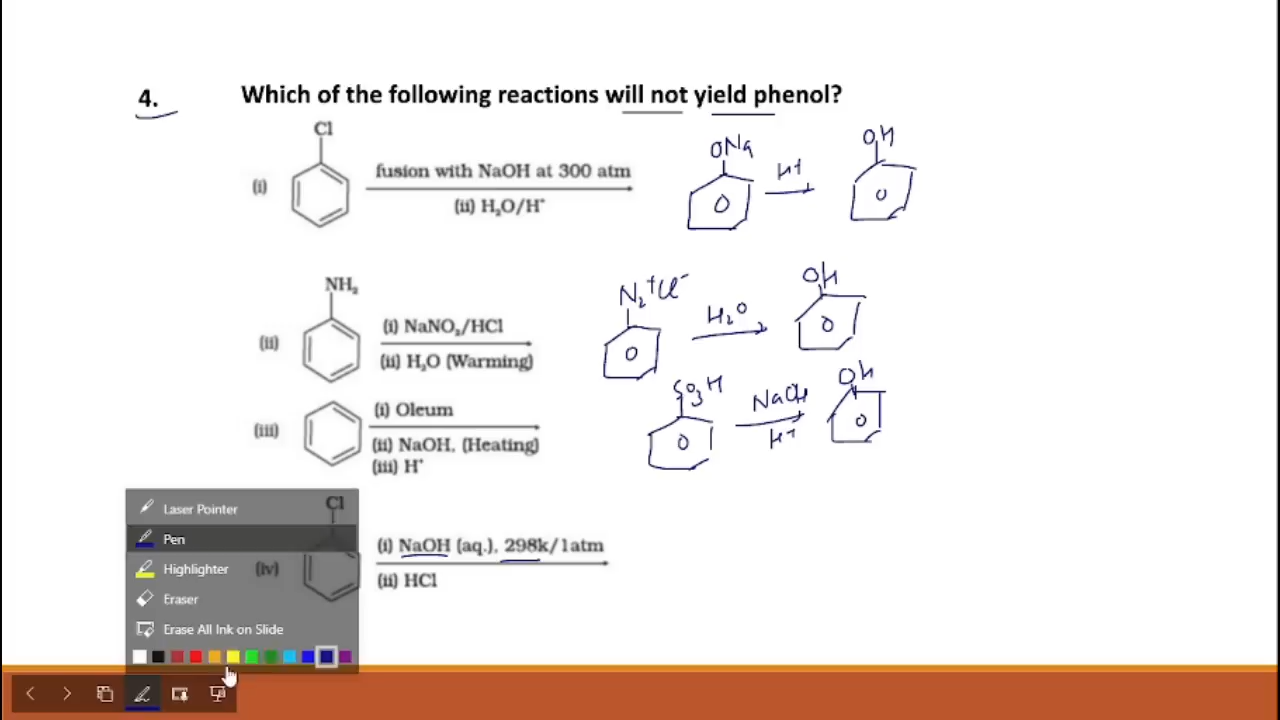 4. Which of the following reactions will not yield phenol?
Cl
(i) fusion with NaOH at 300 atm
(ii) H₂O/H⁺
ONa
H+
OH
NH₂
(ii) (i) NaNO₂/HCl
(ii) H₂O (Warming)
N₂⁺Cl⁻
H₂O
OH
(iii) (i) Oleum
(ii) NaOH, (Heating)
(iii) H⁺
SO₃H
NaOH
H+
OH
Cl
(iv) (i) NaOH (aq.), 298k/1atm
(ii) HCl
Laser Pointer
Pen
Highlighter
Eraser
Erase All Ink on Slide